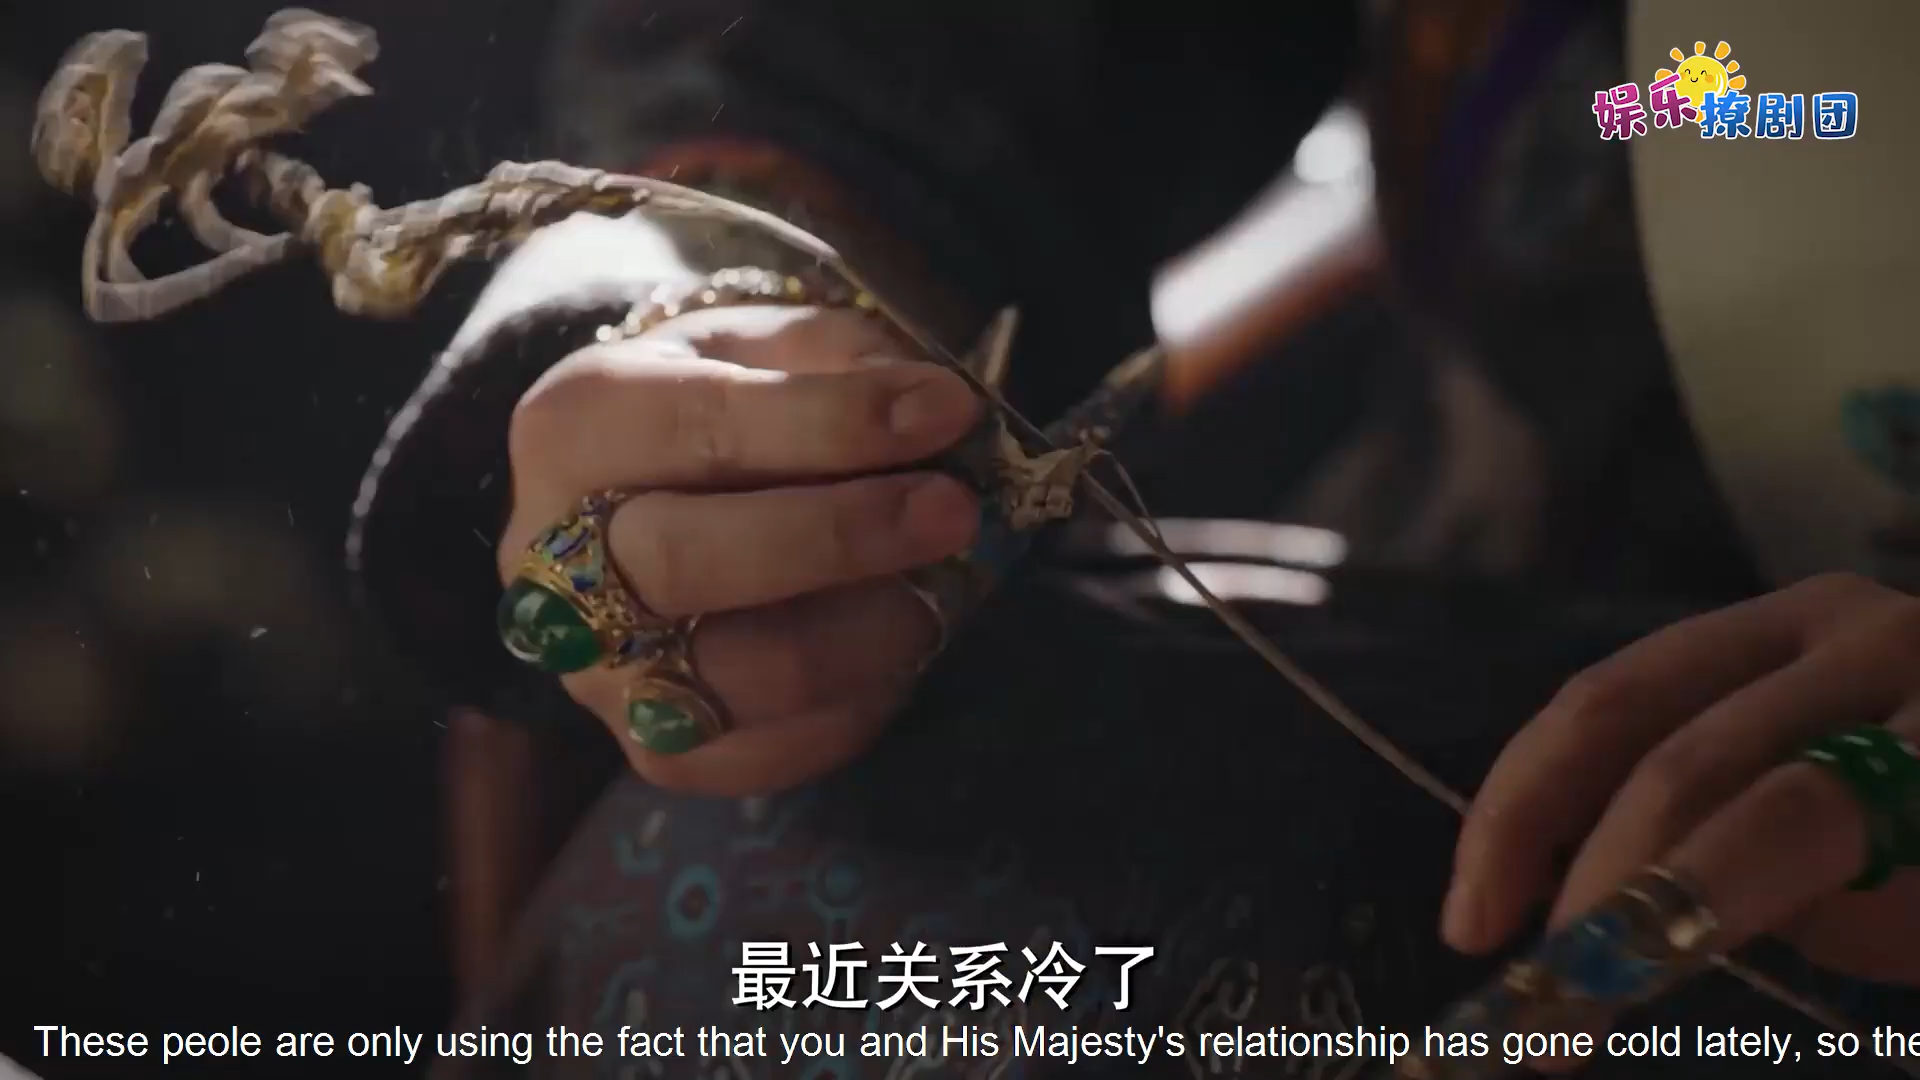 娱乐撩剧团
最近关系冷了
These peole are only using the fact that you and His Majesty's relationship has gone cold lately, so the